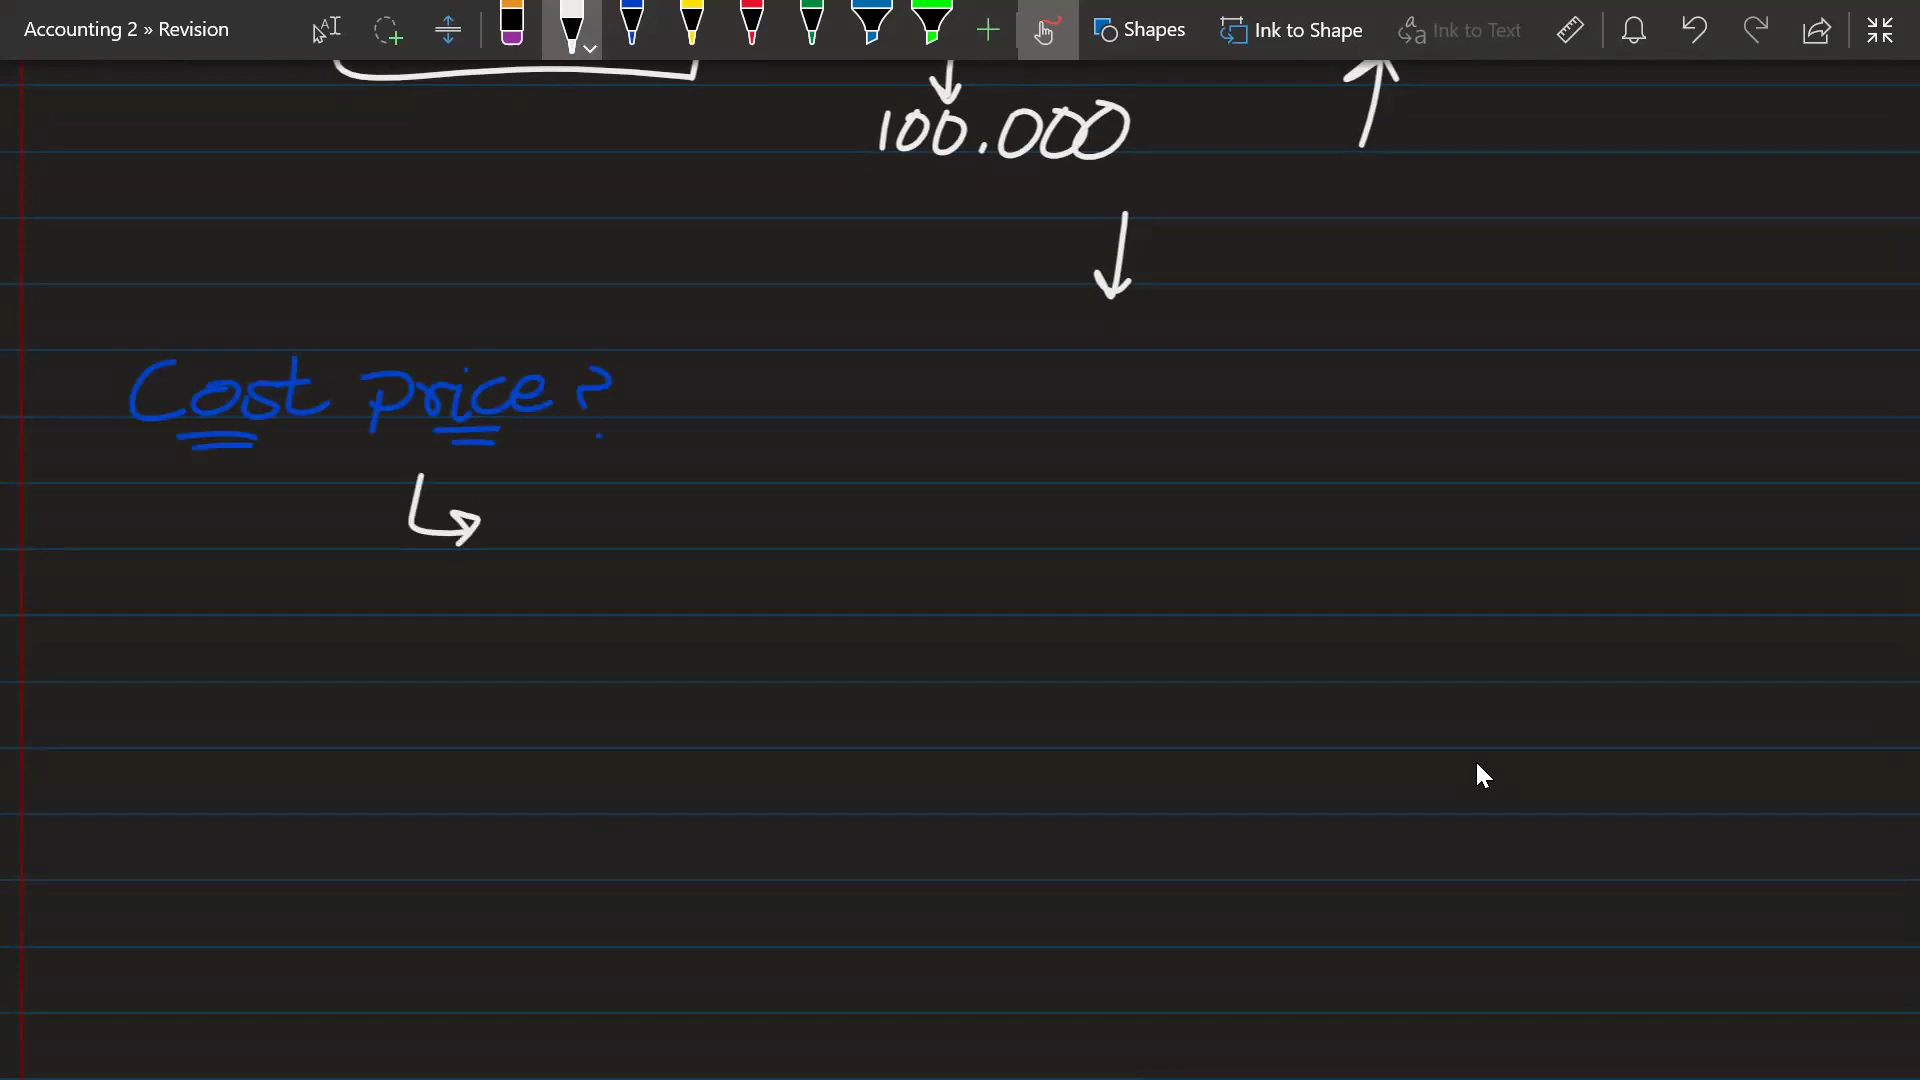 Accounting 2 » Revision
Shapes
Ink to Shape
Ink to Text
100.000
Cost price?